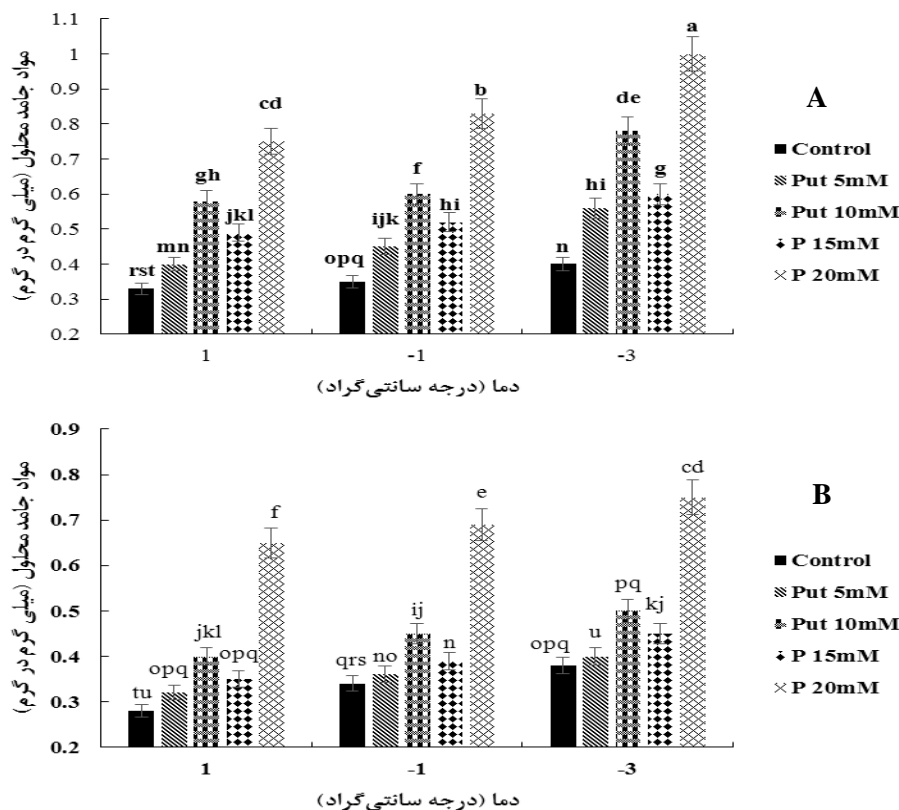 مواد جامد محلول (میلی گرم در گرم)
1.1
1
0.9
0.8
0.7
0.6
0.5
0.4
0.3
0.2
rst
mn
gh
jkl
cd
opq
ijk
f
hi
b
n
hi
de
g
a
1
-1
-3
دما (درجه سانتی‌گراد)
A
Control
Put 5mM
Put 10mM
P 15mM
P 20mM
مواد جامد محلول (میلی گرم در گرم)
0.9
0.8
0.7
0.6
0.5
0.4
0.3
0.2
tu
opq
jkl
opq
f
qrs
no
ij
n
e
opq
u
pq
kj
cd
1
-1
-3
دما (درجه سانتی‌گراد)
B
Control
Put 5mM
Put 10mM
P 15mM
P 20mM